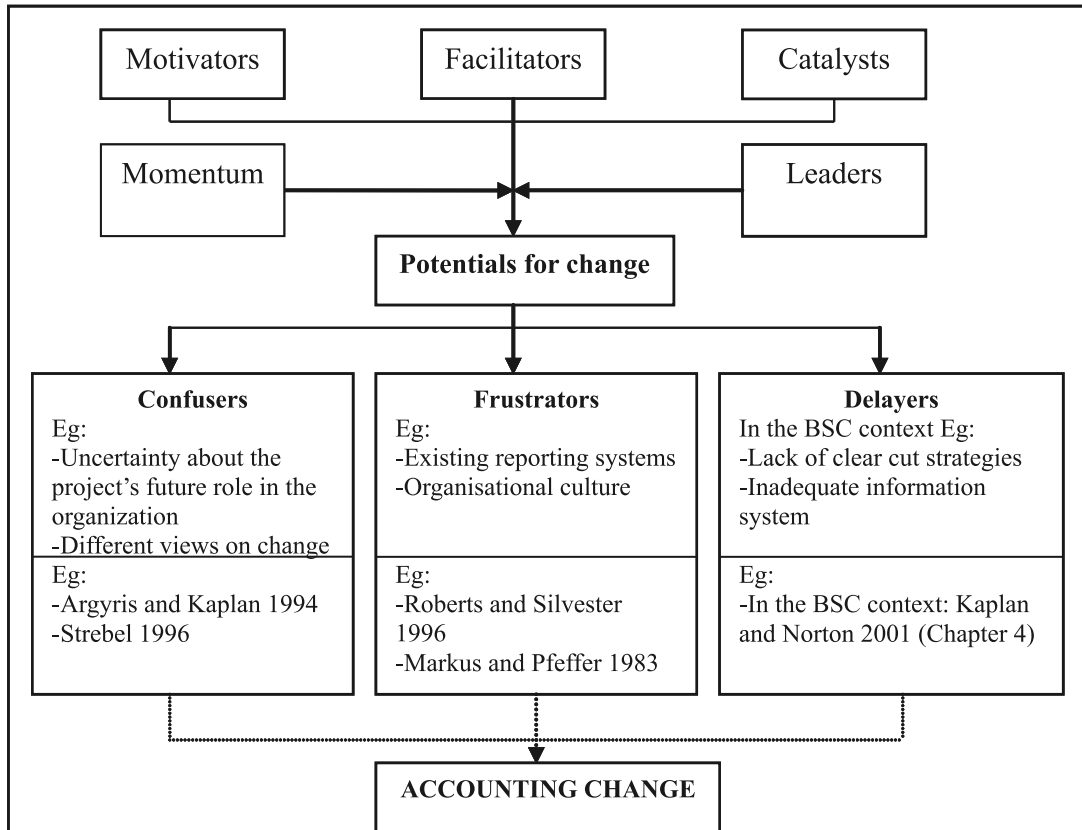 Motivators
Facilitators
Catalysts
Momentum
Leaders
Potentials for change
Confusers
Eg:
-Uncertainty about the
project's future role in the
organization
-Different views on change
Eg:
-Argyris and Kaplan 1994
-Strebel 1996
Frustrators
Eg:
-Existing reporting systems
-Organisational culture
Eg:
-Roberts and Silvester
1996
-Markus and Pfeffer 1983
Delayers
In the BSC context Eg:
-Lack of clear cut strategies
-Inadequate information
system
Eg:
-In the BSC context: Kaplan
and Norton 2001 (Chapter 4)
ACCOUNTING CHANGE